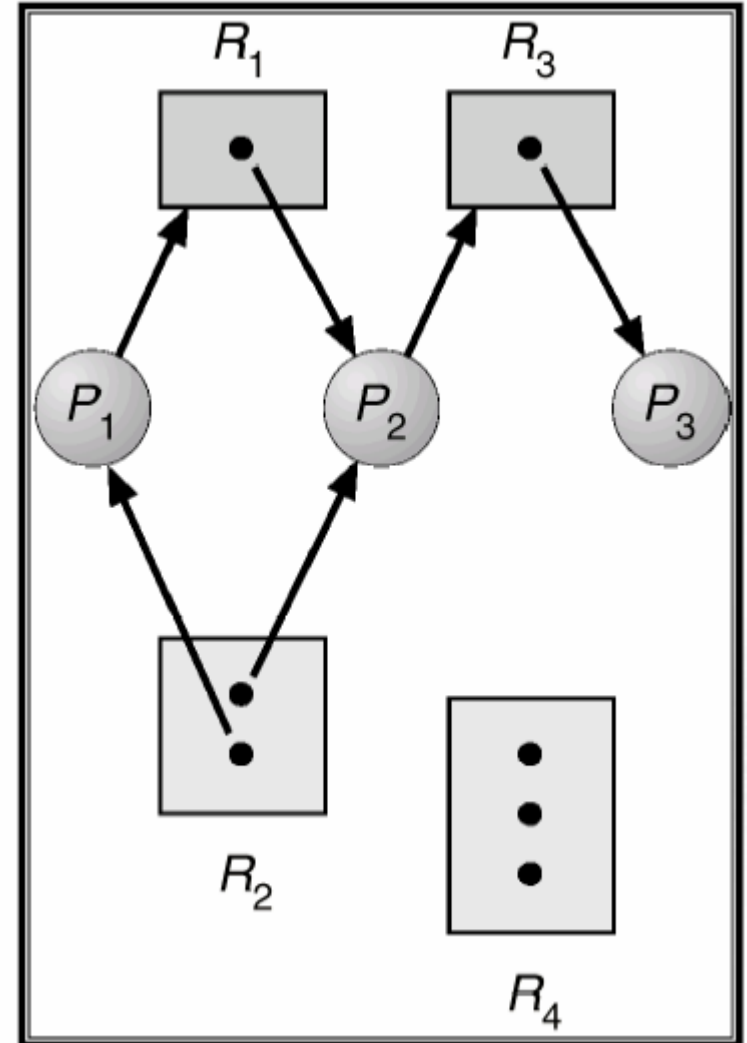 R₁ R₃
P₁ P₂ P₃
R₂
R₄